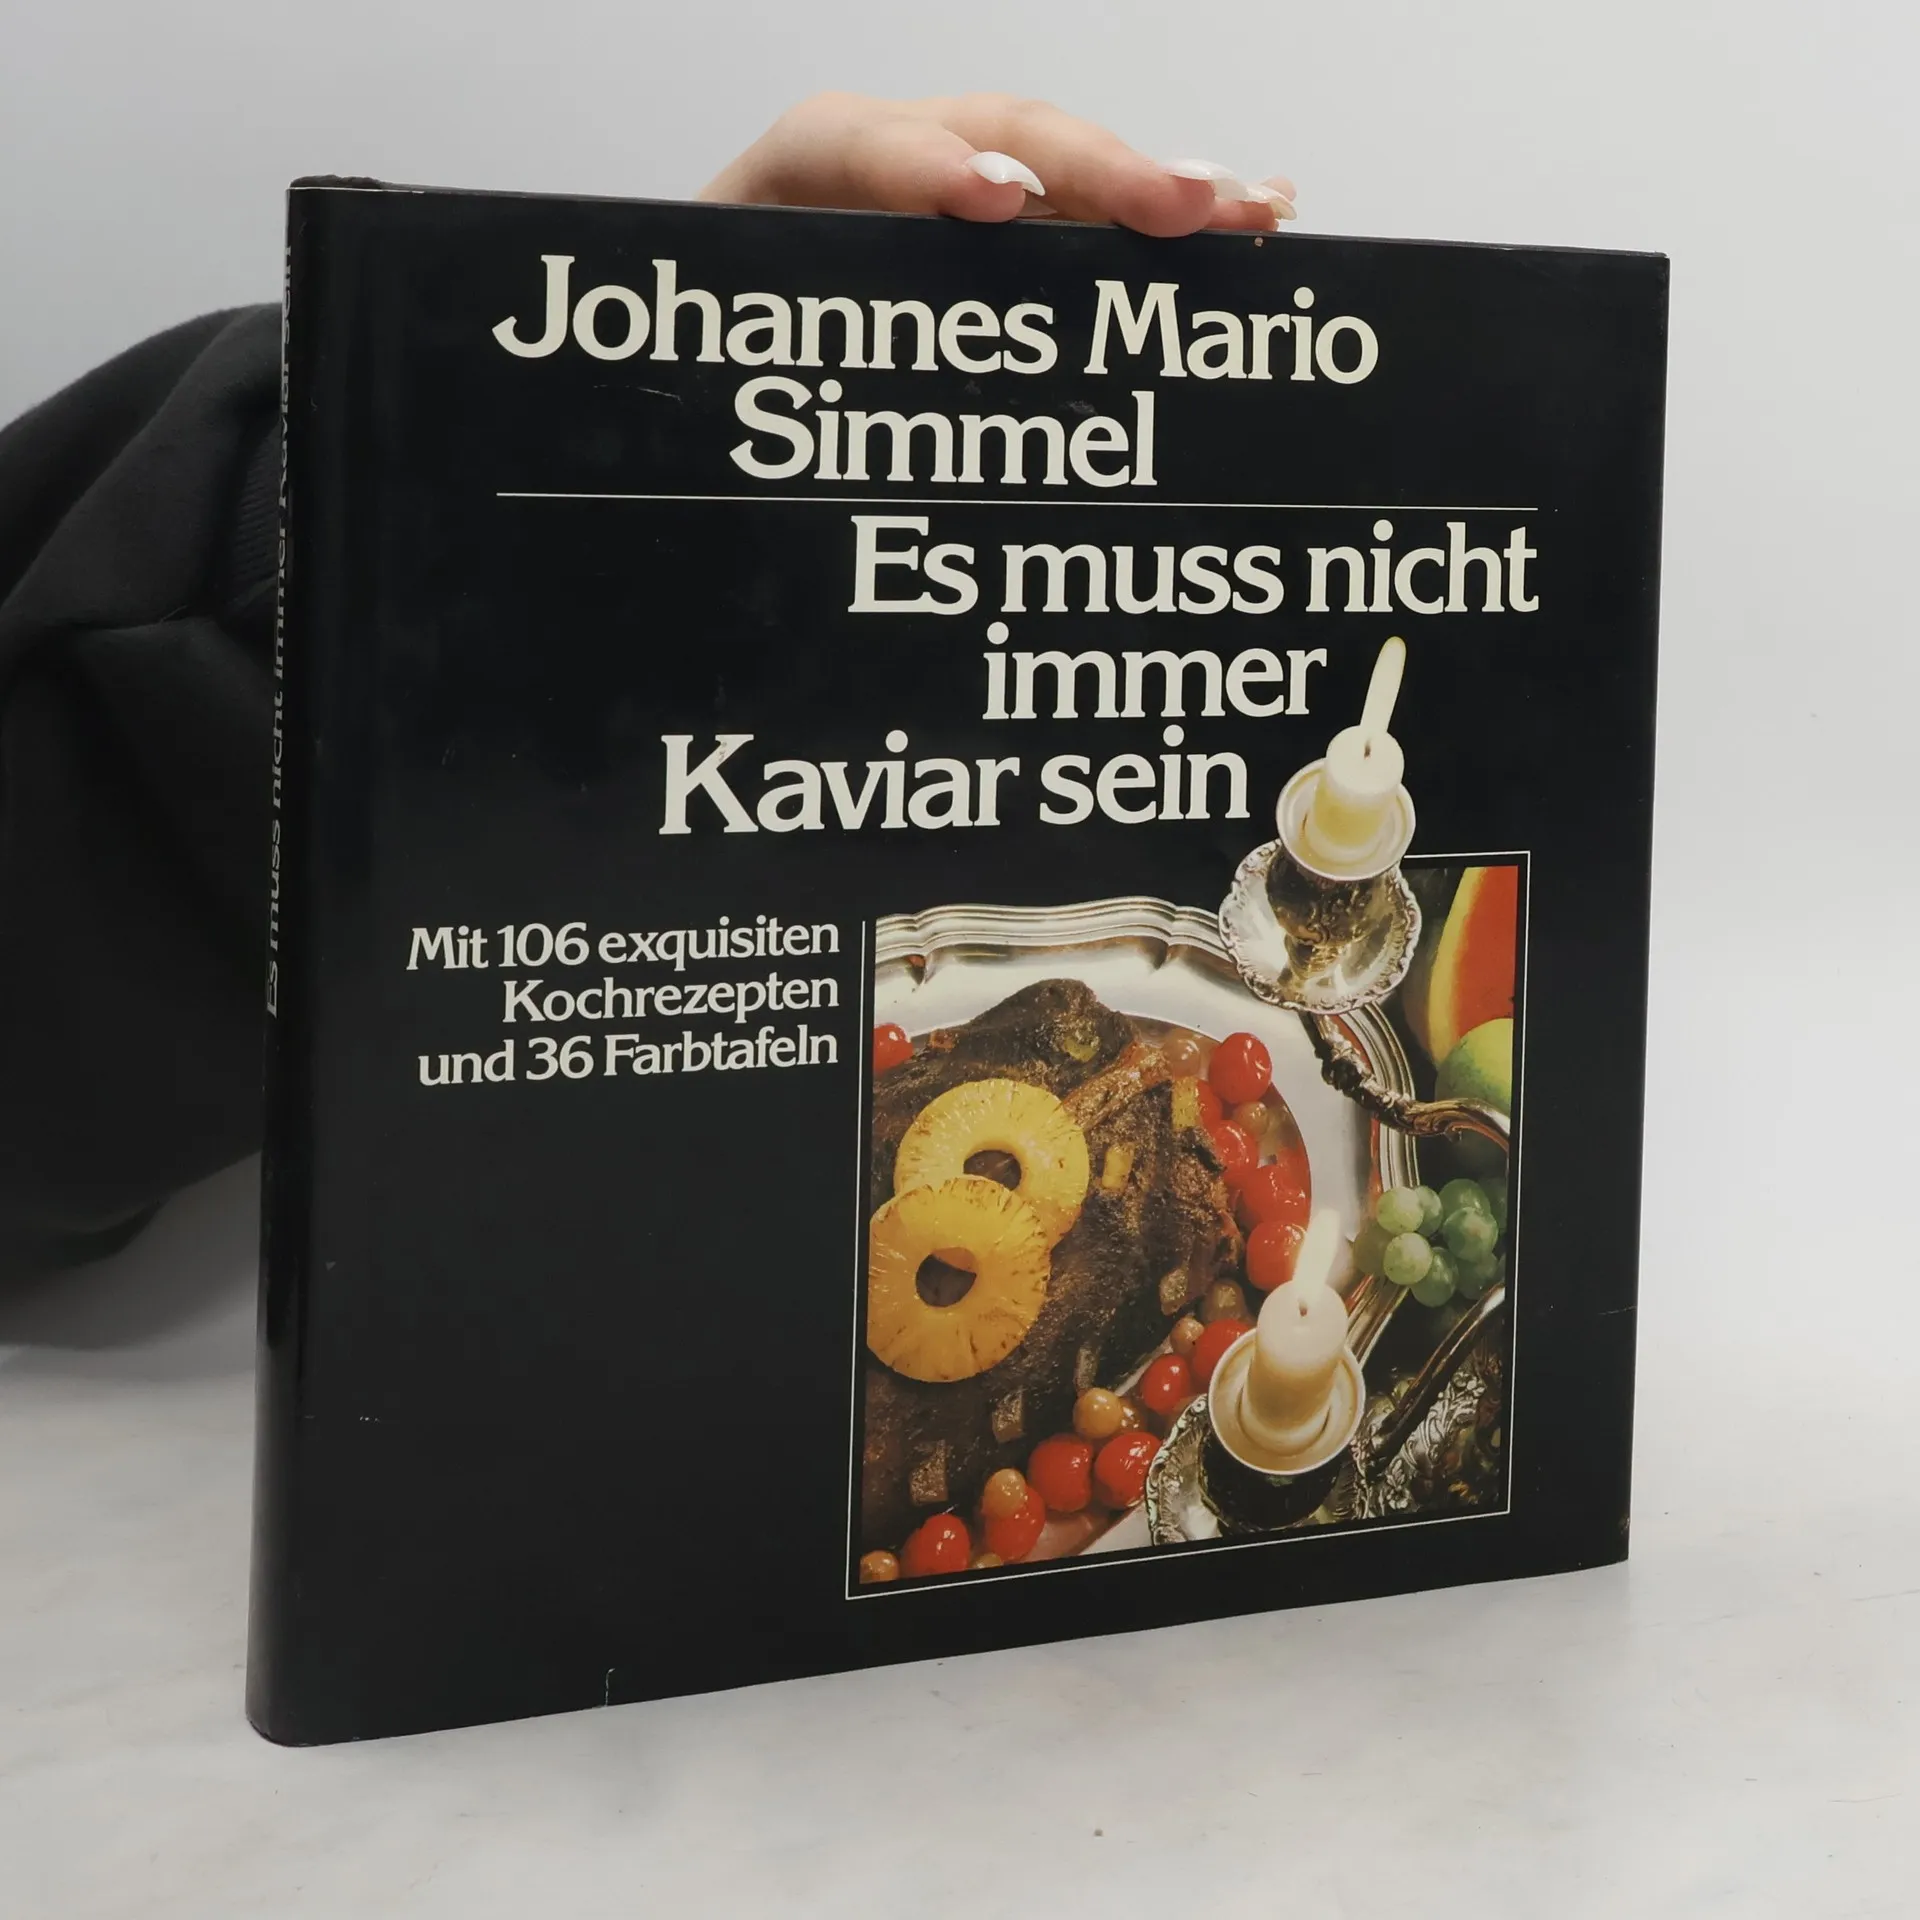 Johannes Mario
Simmel
Es muss nicht
immer
Kaviar sein
Mit 106 exquisiten
Kochrezepten
und 36 Farbtafeln
Es muss nicht immer Kaviar sein